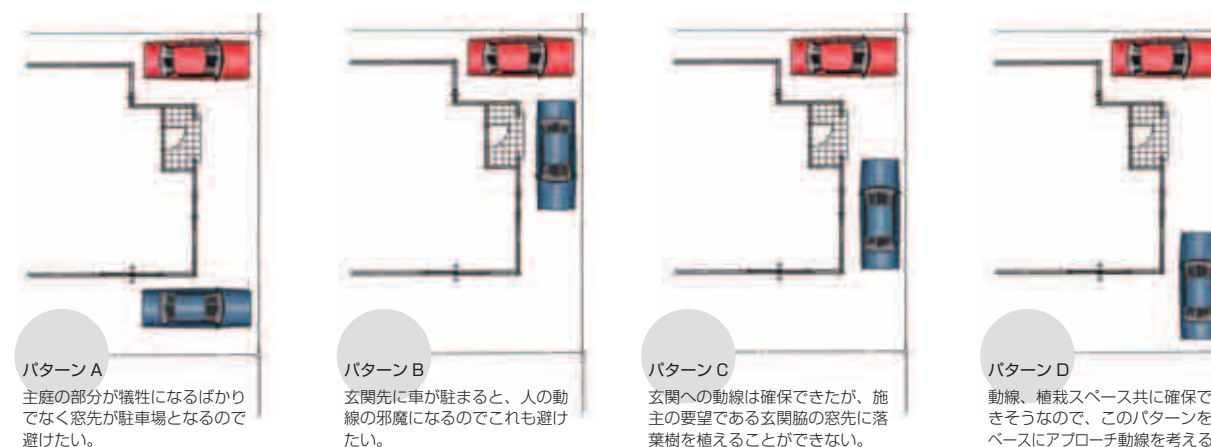 パターン A
主庭の部分が犠牲になるばかり
でなく窓先が駐車場となるので
避けたい。
パターン B
玄関先に車が駐まると、人の動
線の邪魔になるのでこれも避け
たい。
パターン C
玄関への動線は確保できたが、施
主の要望である玄関脇の窓先に落
葉樹を植えることができない。
パターン D
動線、植栽スペース共に確保で
きそうなので、このパターンを
ベースにアプローチ動線を考える